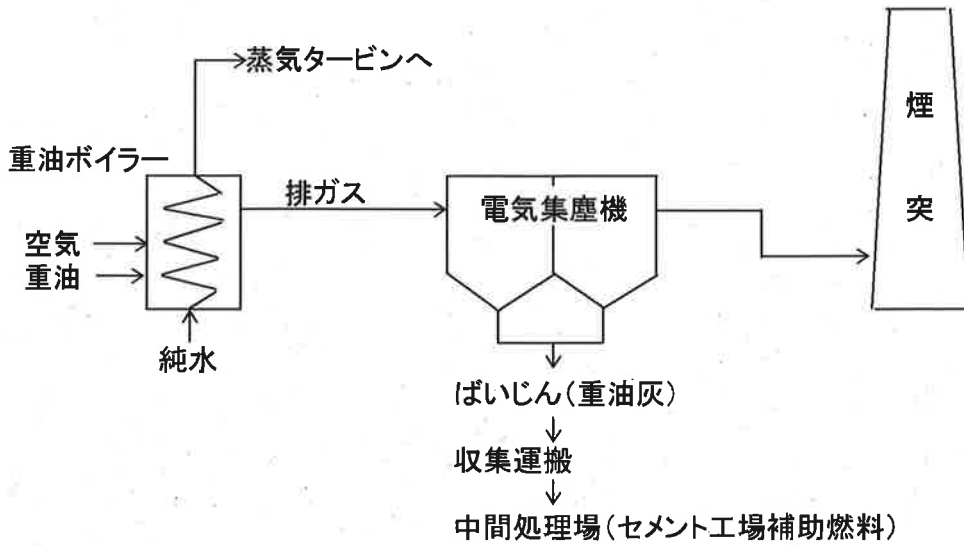 蒸気タービンへ
重油ボイラー
排ガス
電気集塵機
煙突
空気
重油
純水
ばいじん(重油灰)
収集運搬
中間処理場(セメント工場補助燃料)